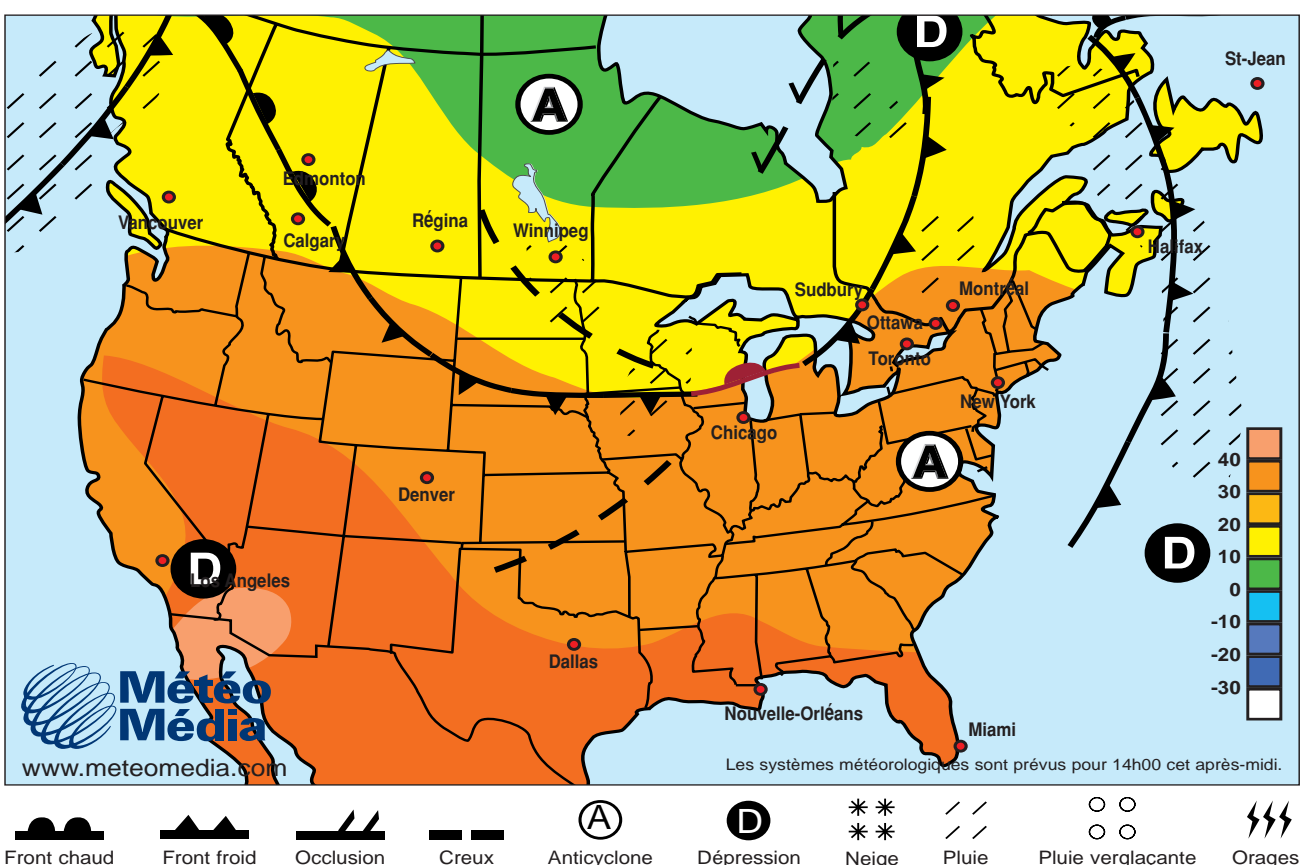 D
St-Jean
A
Edmonton
Vancouver
Calgary
Régina
Winnipeg
Halifax
Sudbury
Montréal
Ottawa
Toronto
New York
Chicago
A
Denver
D
Los Angeles
D
Dallas
Nouvelle-Orléans
Miami
40
30
20
10
0
-10
-20
-30
Météo
Média
www.meteomedia.com
Les systèmes météorologiques sont prévus pour 14h00 cet après-midi.
A
D
Front chaud
Front froid
Occlusion
Creux
Anticyclone
Dépression
Neige
Pluie
Pluie verglaçante
Orages